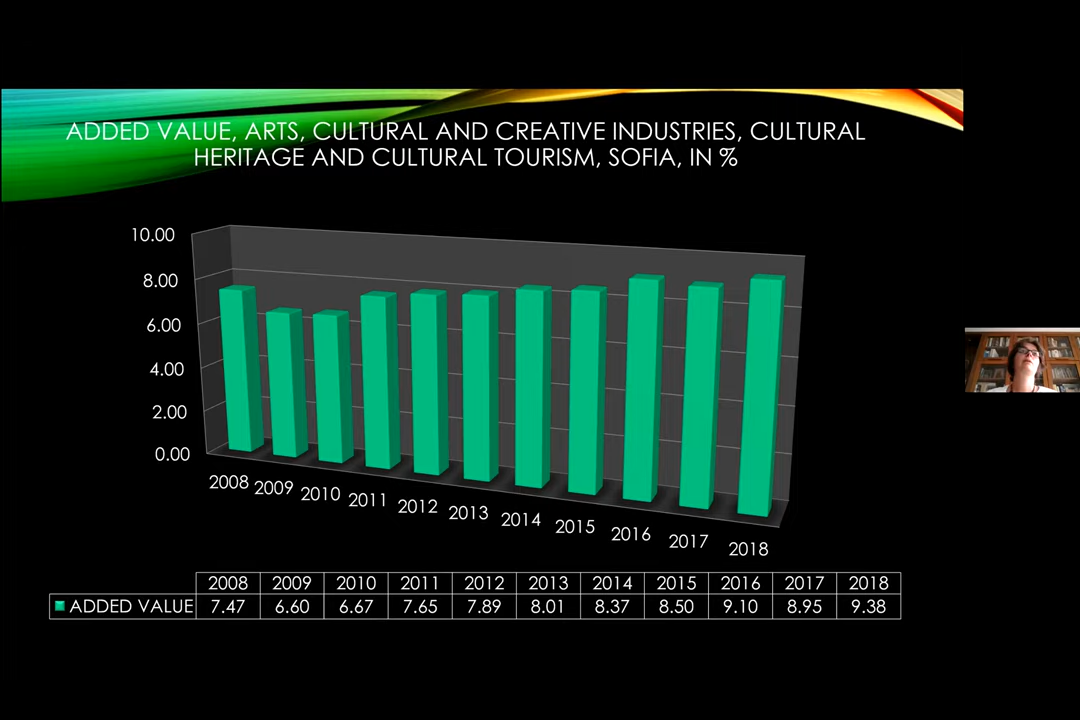 ADDED VALUE, ARTS, CULTURAL AND CREATIVE INDUSTRIES, CULTURAL
HERITAGE AND CULTURAL TOURISM, SOFIA, IN %
10.00
8.00
6.00
4.00
2.00
0.00
2008 2009 2010 2011 2012 2013 2014 2015 2016 2017 2018
2008 2009 2010 2011 2012 2013 2014 2015 2016 2017 2018
ADDED VALUE 7.47 6.60 6.67 7.65 7.89 8.01 8.37 8.50 9.10 8.95 9.38